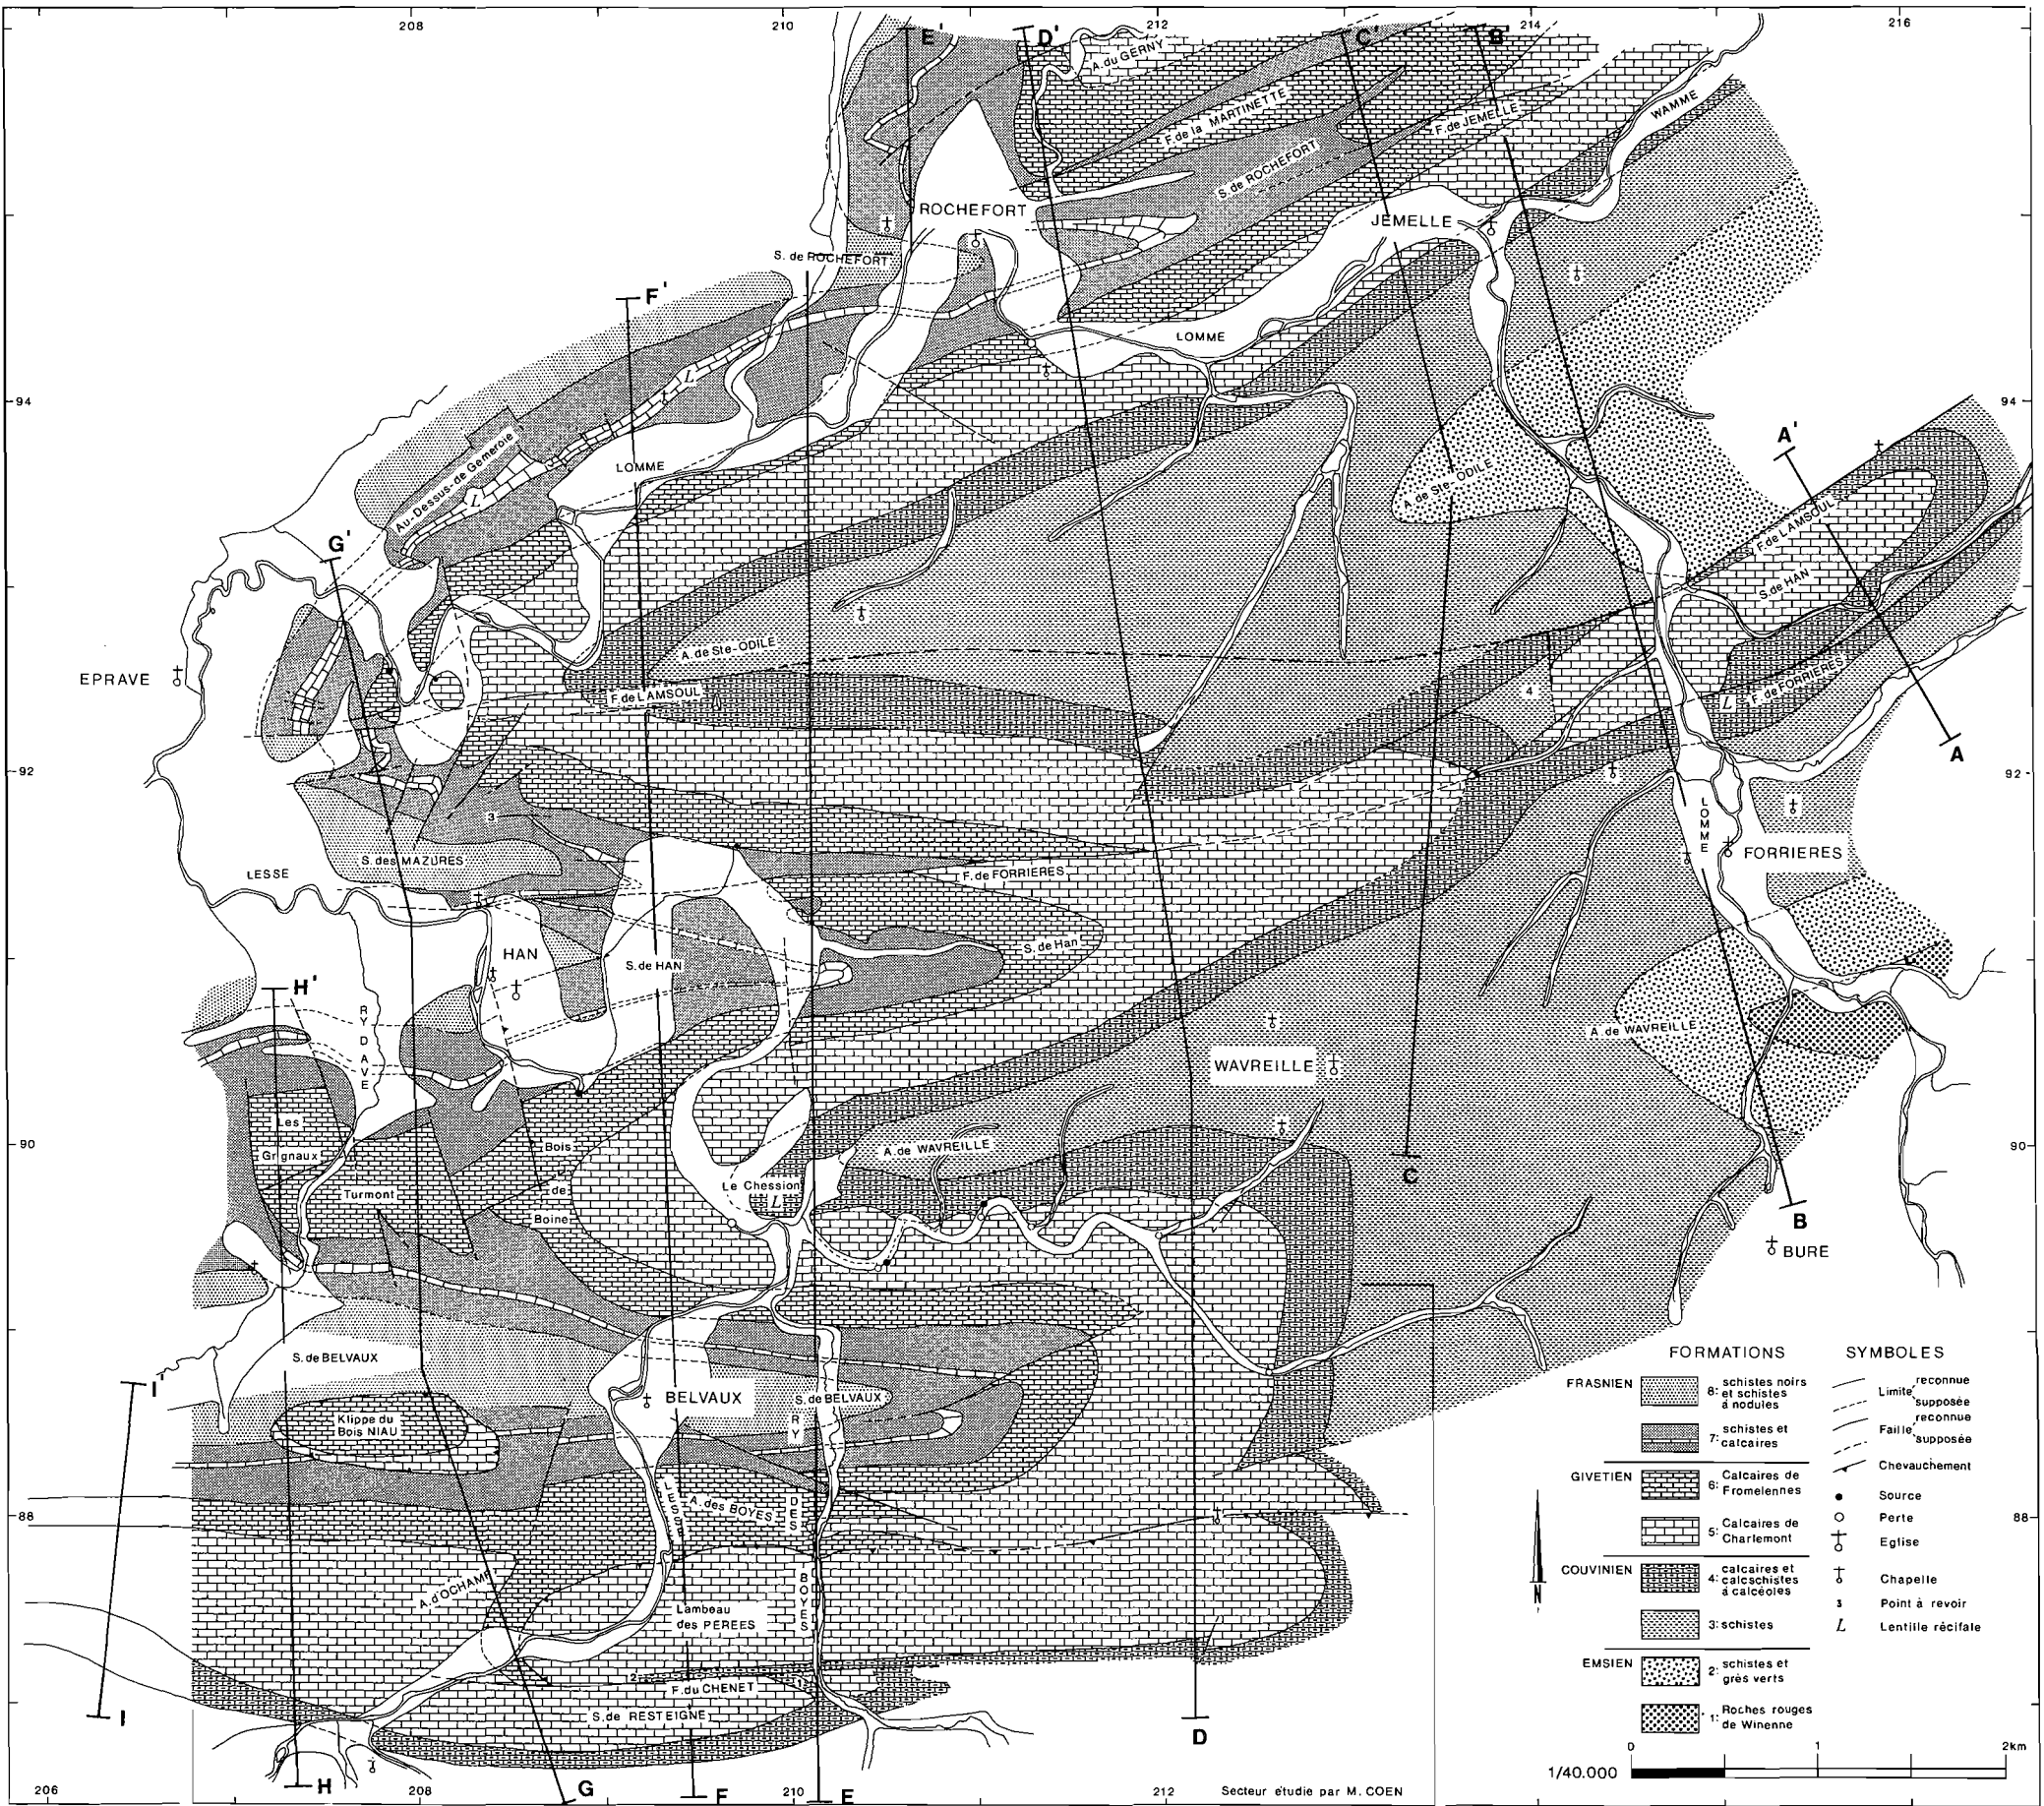 208
210
212
214
216
E'
D'
C'
B'
A. du GERNY
F. de la MARTINETTE
F. de JEMELLE
WAMME
S. de ROCHEFORT
ROCHEFORT
JEMELLE
S. de ROCHEFORT
F'
LOMME
94
94
Au-Dessus-de Gemeroie
L
L
LOMME
A. de Ste-ODILE
A'
F. de LAMSOUL
S. de HAN
G'
EPRAVE
A. de Ste-ODILE
F. de LAMSOUL
4
L
F. de FORRIERES
A
92
92
3
S. des MAZURES
LOMME
FORRIERES
LESSE
F. de FORRIERES
HAN
S. de HAN
S. de Han
H'
RY D'AVE
A. de WAVREILLE
WAVREILLE
Les
Grignaux
90
90
Bois
de
Boine
A. de WAVREILLE
Turmont
Le Chession
L
C
B
BURE
S. de BELVAUX
I'
Klippe du
Bois NIAU
BELVAUX
S. de BELVAUX
RY
DES
BOYES
LESSE
A. des BOYES
88
88
A. d'OCHAMP
Lambeau
des PEREES
2
F. du CHENET
S. de RESTEIGNE
I
H
G
F
E
D
206
208
210
212
Secteur étudie par M. COEN
FORMATIONS
FRASNIEN
8: schistes noirs
et schistes
à nodules
7: schistes et
calcaires
GIVETIEN
6: Calcaires de
Fromelennes
5: Calcaires de
Charlemont
COUVINIEN
4: calcaires et
calcschistes
à calcéoles
3: schistes
EMSIEN
2: schistes et
grès verts
1: Roches rouges
de Winenne
SYMBOLES
Limite reconnue
supposée
Faille reconnue
supposée
Chevauchement
Source
Perte
Eglise
Chapelle
3 Point à revoir
L Lentille récifale
N
1/40.000
0 1 2km